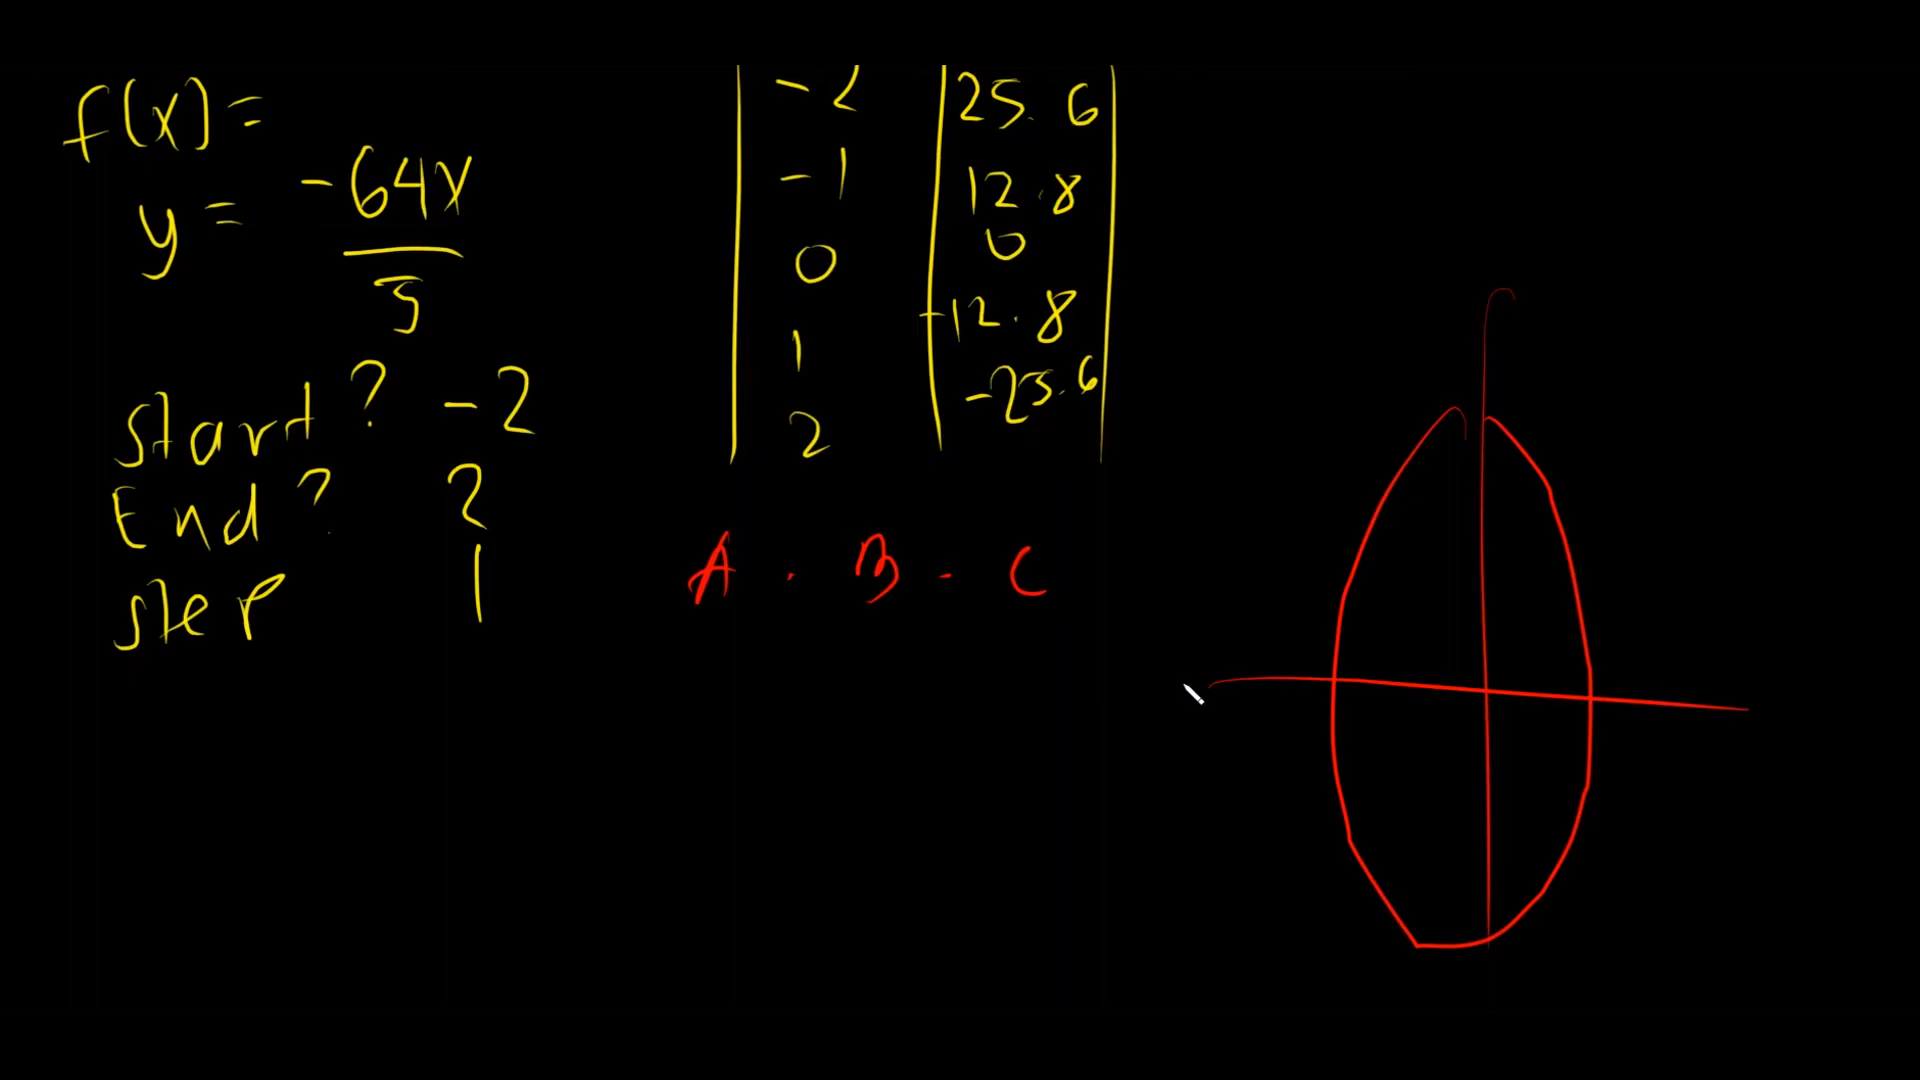 f(x)=
y = -64x
5
Start? -2
End? 2
Step 1
-2 25.6
-1 12.8
0 0
1 -12.8
2 -25.6
A . B . C